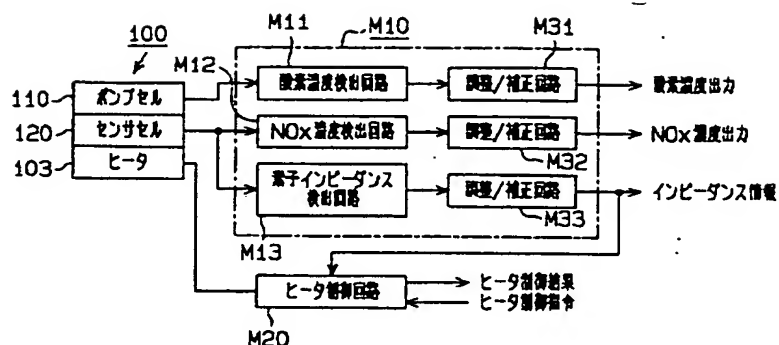 100
M11
M10
M31
M12
110
ポンプセル
酸素濃度検出回路
調整/補正回路
酸素濃度出力
120
センサセル
NOx濃度検出回路
調整/補正回路
NOx濃度出力
103
ヒータ
M32
素子インピーダンス
検出回路
調整/補正回路
インピーダンス情報
M13
M33
ヒータ制御回路
ヒータ制御結果
ヒータ制御指令
M20